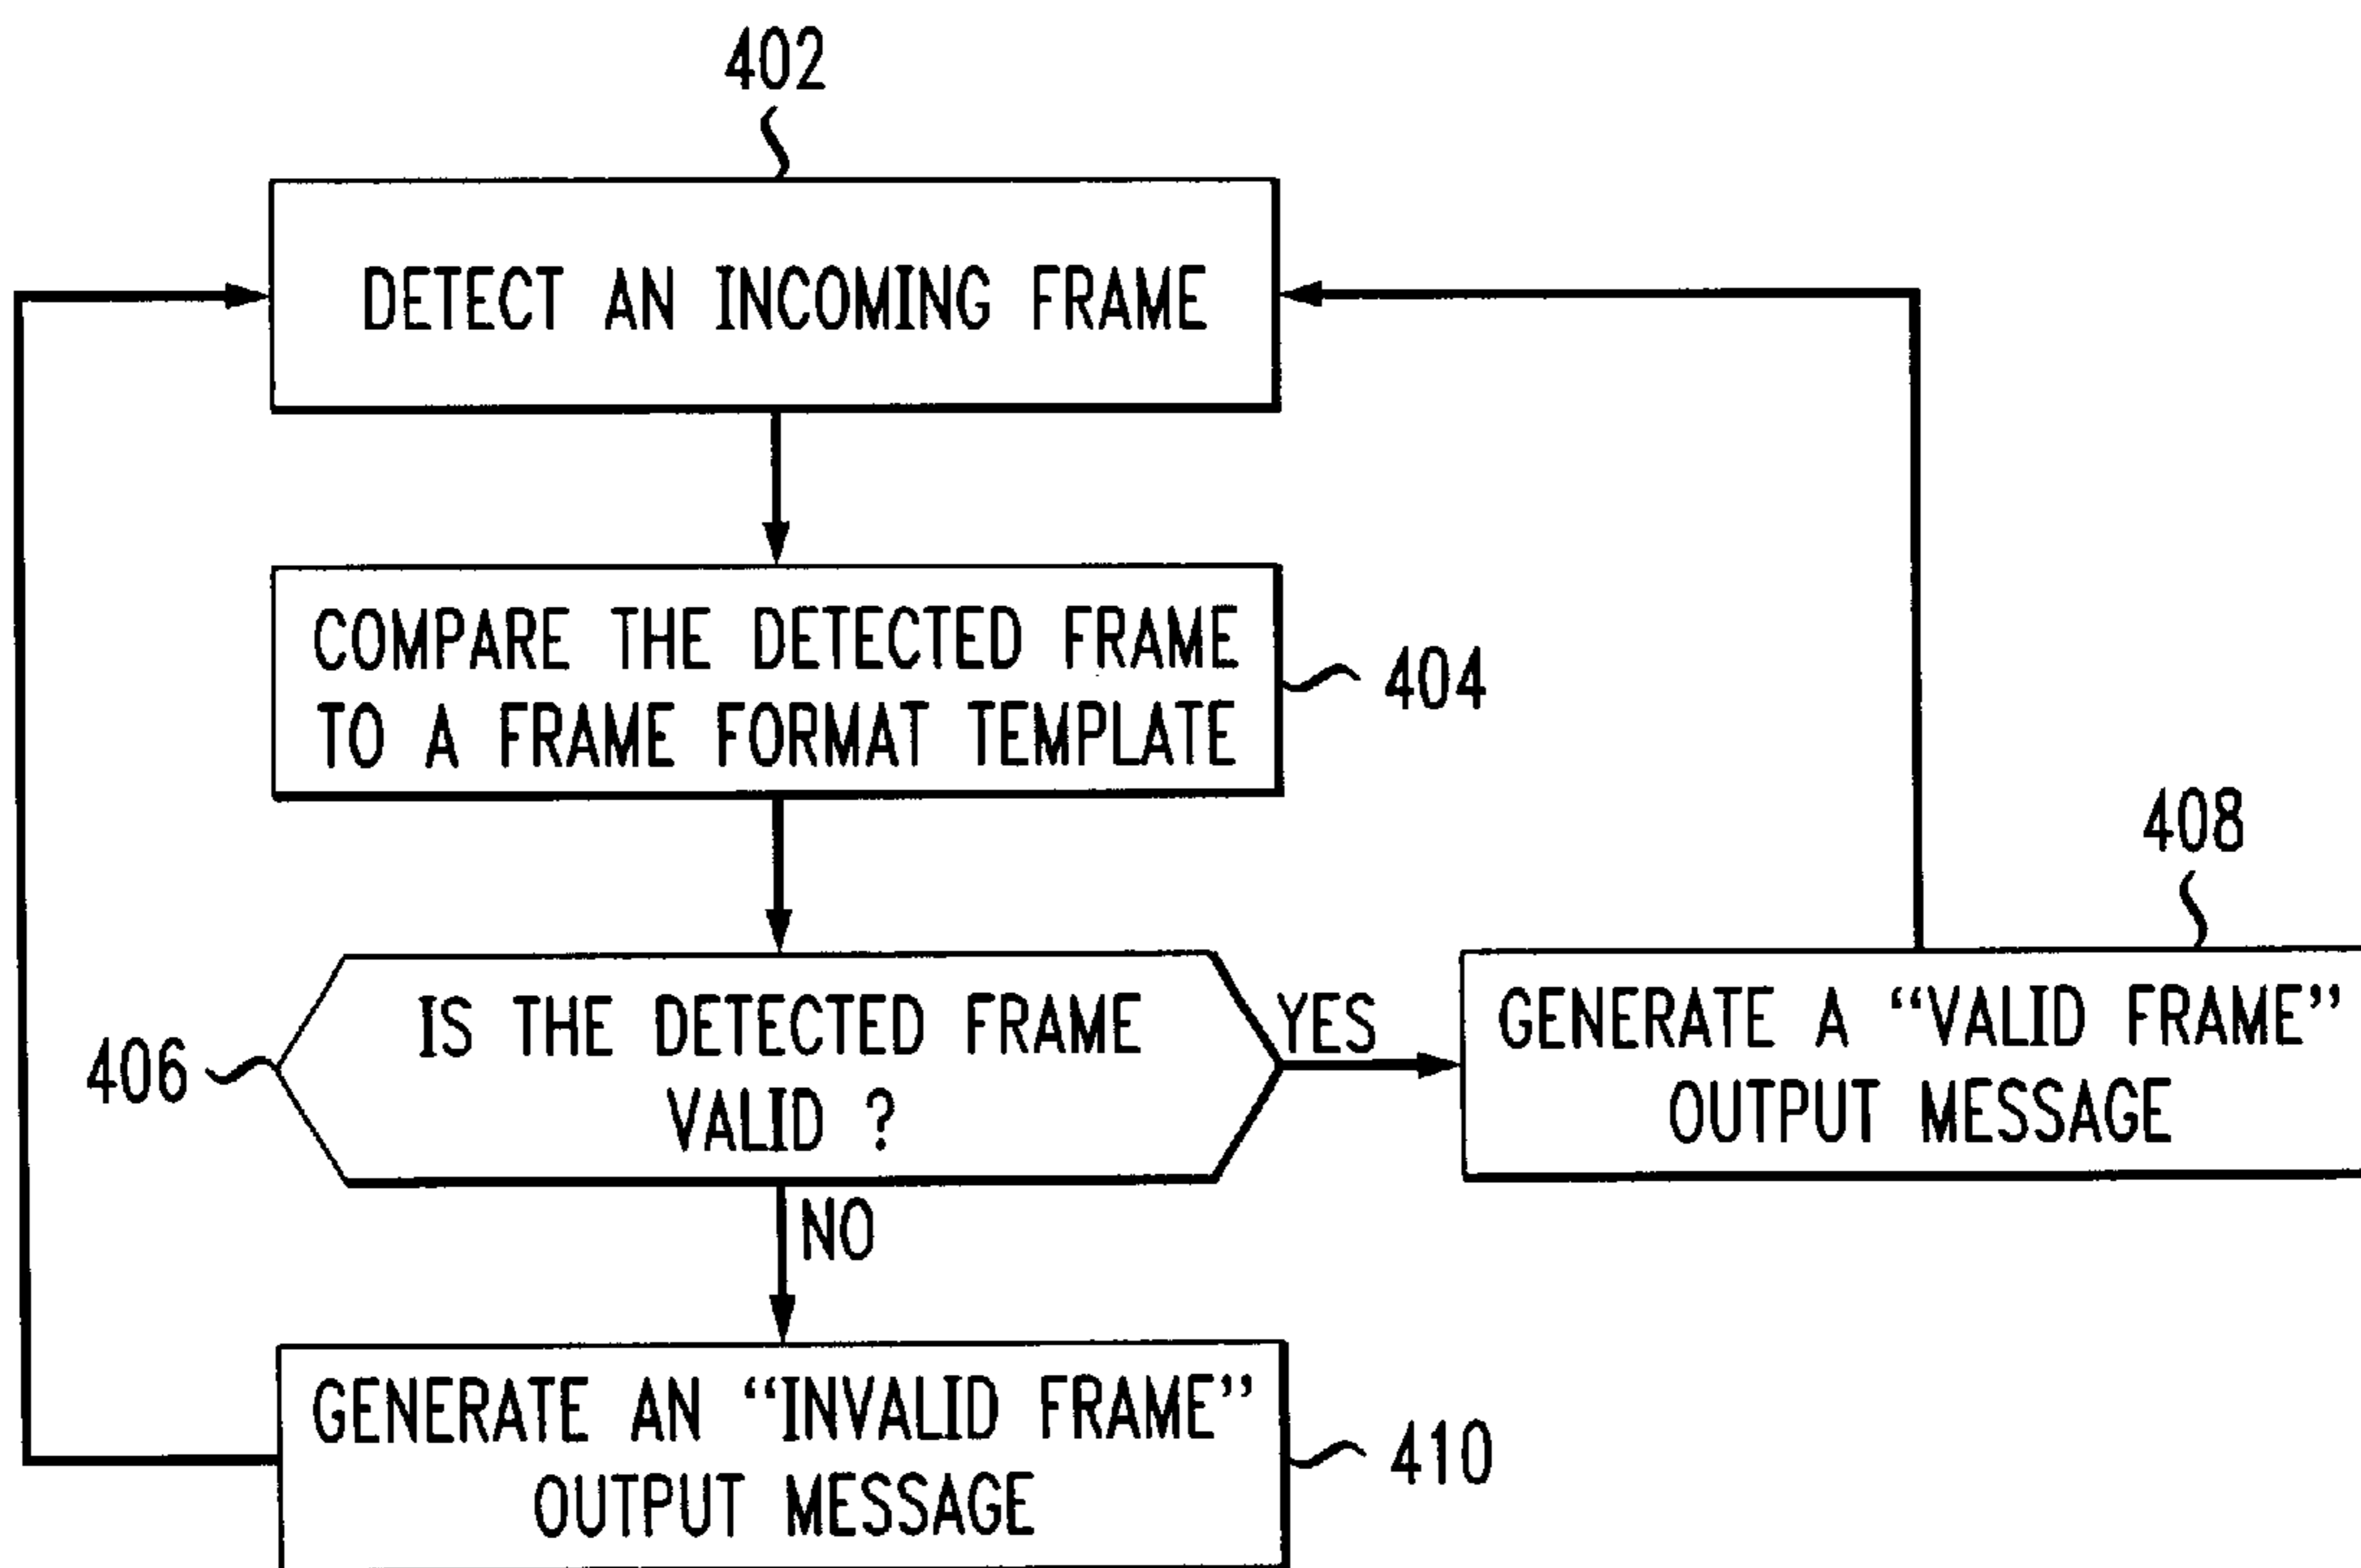 402
DETECT AN INCOMING FRAME
COMPARE THE DETECTED FRAME
TO A FRAME FORMAT TEMPLATE
404
408
406
IS THE DETECTED FRAME
VALID ?
YES
GENERATE A “VALID FRAME”
OUTPUT MESSAGE
NO
GENERATE AN “INVALID FRAME”
OUTPUT MESSAGE
410